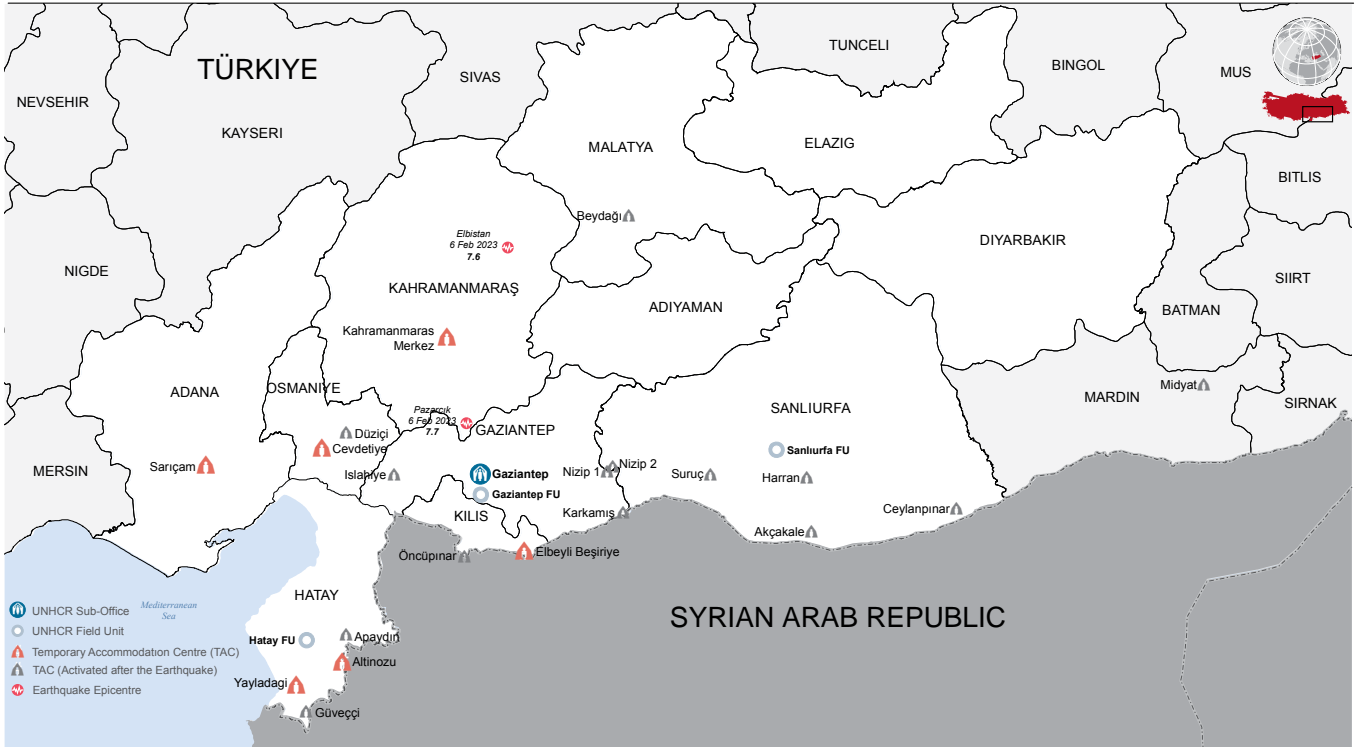 TUNCELI
BINGOL
MUS
TÜRKIYE
SIVAS
NEVSEHIR
KAYSERI
MALATYA
ELAZIG
BITLIS
Beydağı
Elbistan
6 Feb 2023
7.6
DIYARBAKIR
NIGDE
SIIRT
KAHRAMANMARAŞ
ADIYAMAN
BATMAN
Kahramanmaras
Merkez
ADANA
OSMANIYE
Midyat
MARDIN
SIRNAK
SANLIURFA
Pazarcık
6 Feb 2023
7.7
GAZIANTEP
Düziçi
Cevdetiye
Sanlıurfa FU
MERSIN
Sarıçam
Islahiye
Gaziantep
Nizip 1
Nizip 2
Suruç
Harran
Gaziantep FU
KILIS
Karkamış
Ceylanpınar
Akçakale
Öncüpınar
Elbeyli Beşiriye
HATAY
SYRIAN ARAB REPUBLIC
Mediterranean
Sea
UNHCR Sub-Office
UNHCR Field Unit
Temporary Accommodation Centre (TAC)
TAC (Activated after the Earthquake)
Earthquake Epicentre
Hatay FU
Apaydın
Altinozu
Yayladagi
Güveççi